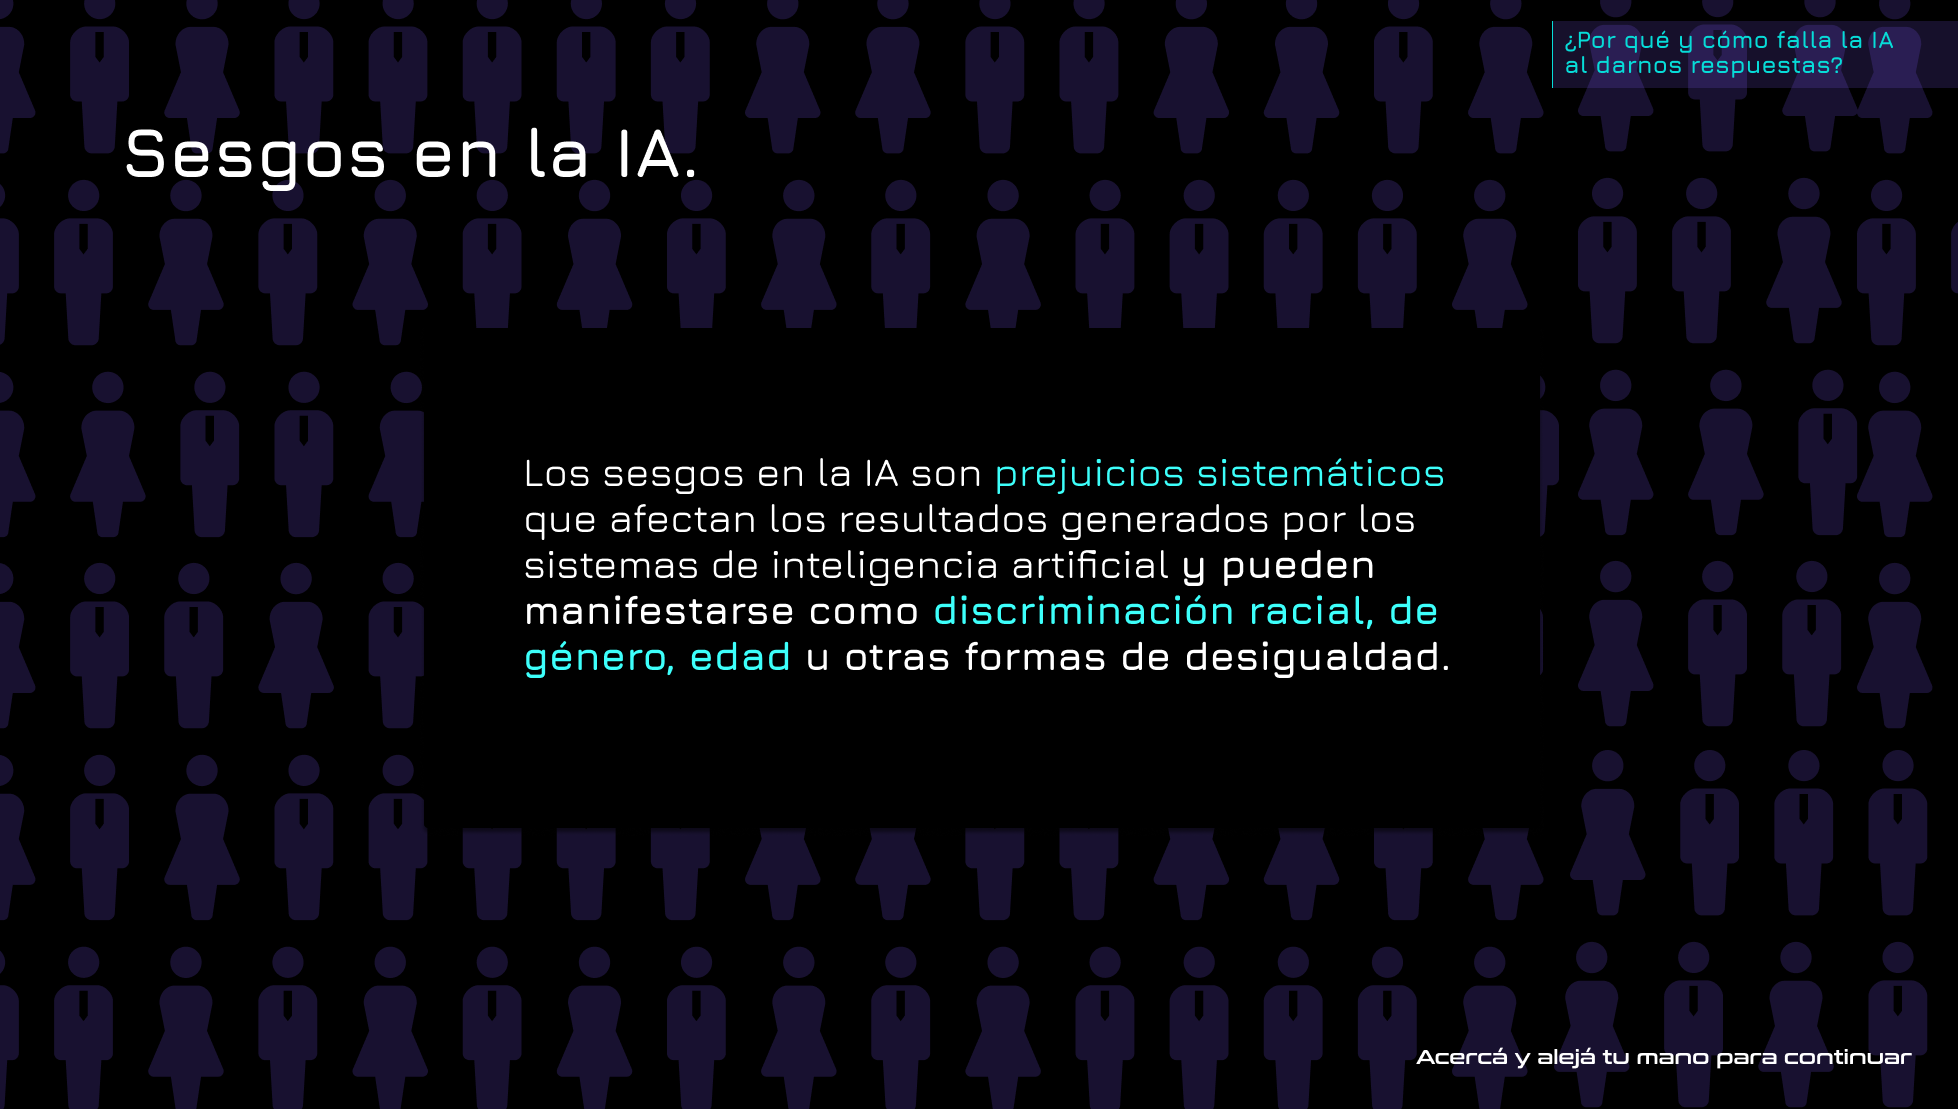 ¿Por qué y cómo falla la IA
al darnos respuestas?
Sesgos en la IA.
Los sesgos en la IA son prejuicios sistemáticos
que afectan los resultados generados por los
sistemas de inteligencia artificial y pueden
manifestarse como discriminación racial, de
género, edad u otras formas de desigualdad.
Acercá y alejá tu mano para continuar